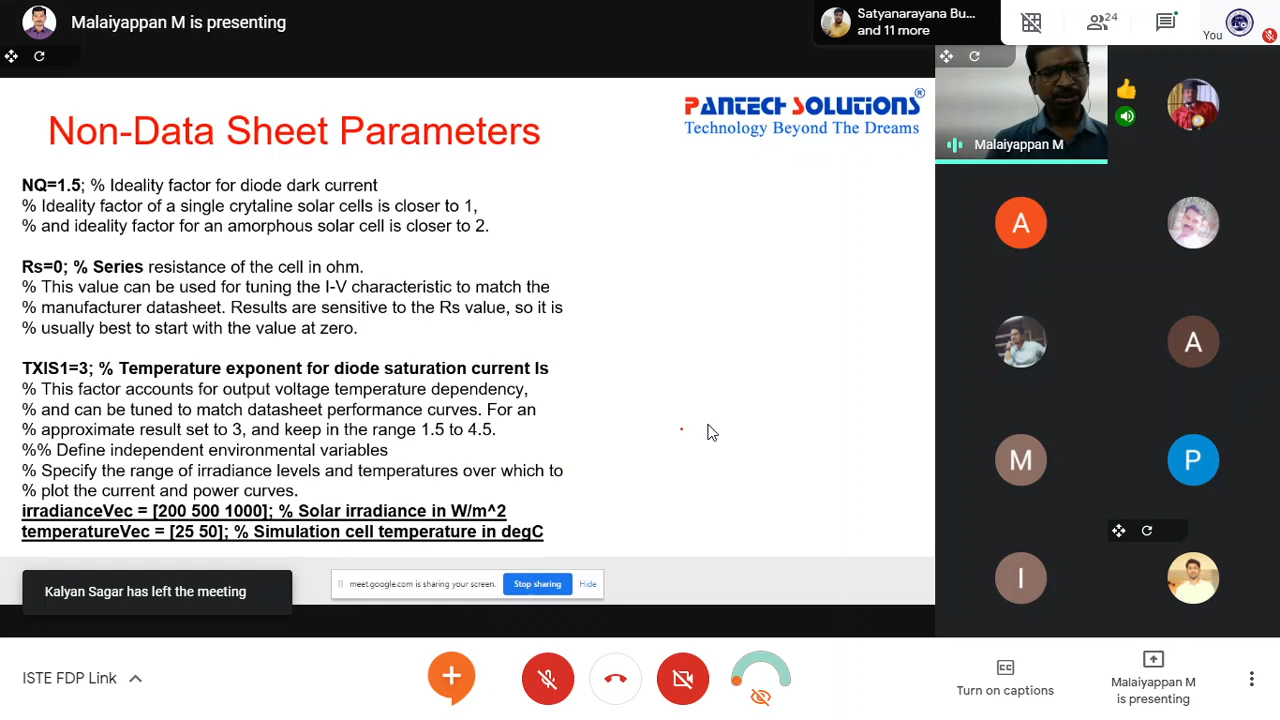 Malaiyappan M is presenting
Satyanarayana Bu...
and 11 more
24
You
Non-Data Sheet Parameters
PANTECH SOLUTIONS®
Technology Beyond The Dreams
NQ=1.5; % Ideality factor for diode dark current
% Ideality factor of a single crytaline solar cells is closer to 1,
% and ideality factor for an amorphous solar cell is closer to 2.
Rs=0; % Series resistance of the cell in ohm.
% This value can be used for tuning the I-V characteristic to match the
% manufacturer datasheet. Results are sensitive to the Rs value, so it is
% usually best to start with the value at zero.
TXIS1=3; % Temperature exponent for diode saturation current Is
% This factor accounts for output voltage temperature dependency,
% and can be tuned to match datasheet performance curves. For an
% approximate result set to 3, and keep in the range 1.5 to 4.5.
%% Define independent environmental variables
% Specify the range of irradiance levels and temperatures over which to
% plot the current and power curves.
irradianceVec = [200 500 1000]; % Solar irradiance in W/m^2
temperatureVec = [25 50]; % Simulation cell temperature in degC
Kalyan Sagar has left the meeting
meet.google.com is sharing your screen.
Stop sharing
Hide
Malaiyappan M
A
A
M
P
I
ISTE FDP Link
Turn on captions
Malaiyappan M
is presenting